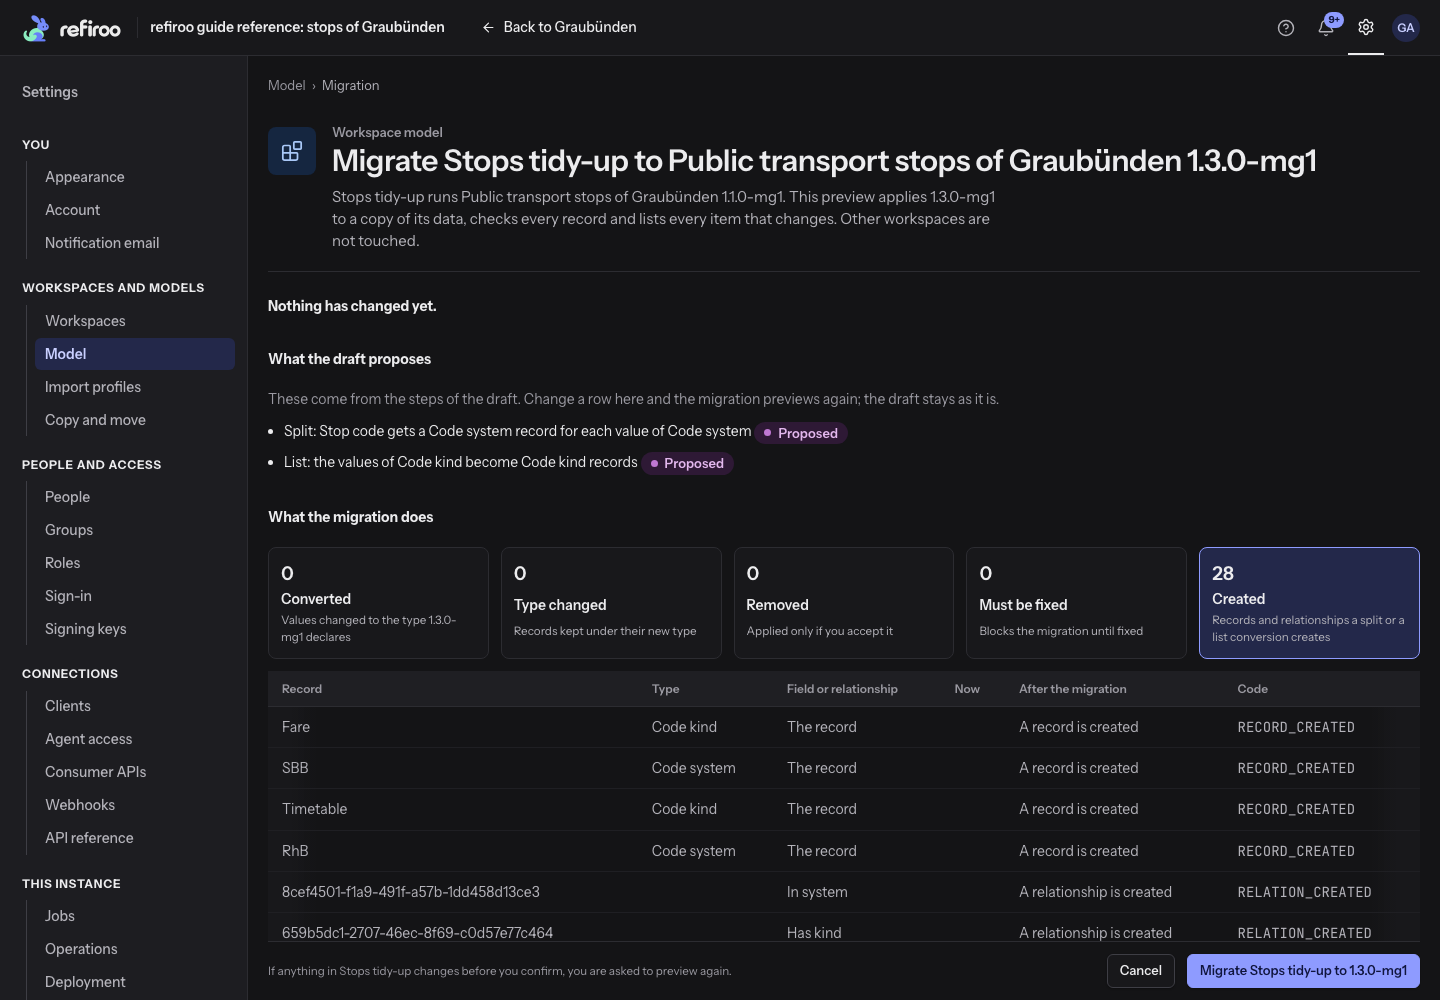 refiroo
refiroo guide reference: stops of Graubünden
← Back to Graubünden
9+
GA
Settings
YOU
Appearance
Account
Notification email
WORKSPACES AND MODELS
Workspaces
Model
Import profiles
Copy and move
PEOPLE AND ACCESS
People
Groups
Roles
Sign-in
Signing keys
CONNECTIONS
Clients
Agent access
Consumer APIs
Webhooks
API reference
THIS INSTANCE
Jobs
Operations
Deployment
Model › Migration
Workspace model
Migrate Stops tidy-up to Public transport stops of Graubünden 1.3.0-mg1
Stops tidy-up runs Public transport stops of Graubünden 1.1.0-mg1. This preview applies 1.3.0-mg1
to a copy of its data, checks every record and lists every item that changes. Other workspaces are
not touched.
Nothing has changed yet.
What the draft proposes
These come from the steps of the draft. Change a row here and the migration previews again; the draft stays as it is.
• Split: Stop code gets a Code system record for each value of Code system Proposed
• List: the values of Code kind become Code kind records Proposed
What the migration does
0
Converted
Values changed to the type 1.3.0-
mg1 declares
0
Type changed
Records kept under their new type
0
Removed
Applied only if you accept it
0
Must be fixed
Blocks the migration until fixed
28
Created
Records and relationships a split or a
list conversion creates
Record Type Field or relationship Now After the migration Code
Fare Code kind The record A record is created RECORD_CREATED
SBB Code system The record A record is created RECORD_CREATED
Timetable Code kind The record A record is created RECORD_CREATED
RhB Code system The record A record is created RECORD_CREATED
8cef4501-f1a9-491f-a57b-1dd458d13ce3 In system A relationship is created RELATION_CREATED
659b5dc1-2707-46ec-8f69-c0d57e77c464 Has kind A relationship is created RELATION_CREATED
If anything in Stops tidy-up changes before you confirm, you are asked to preview again.
Cancel
Migrate Stops tidy-up to 1.3.0-mg1